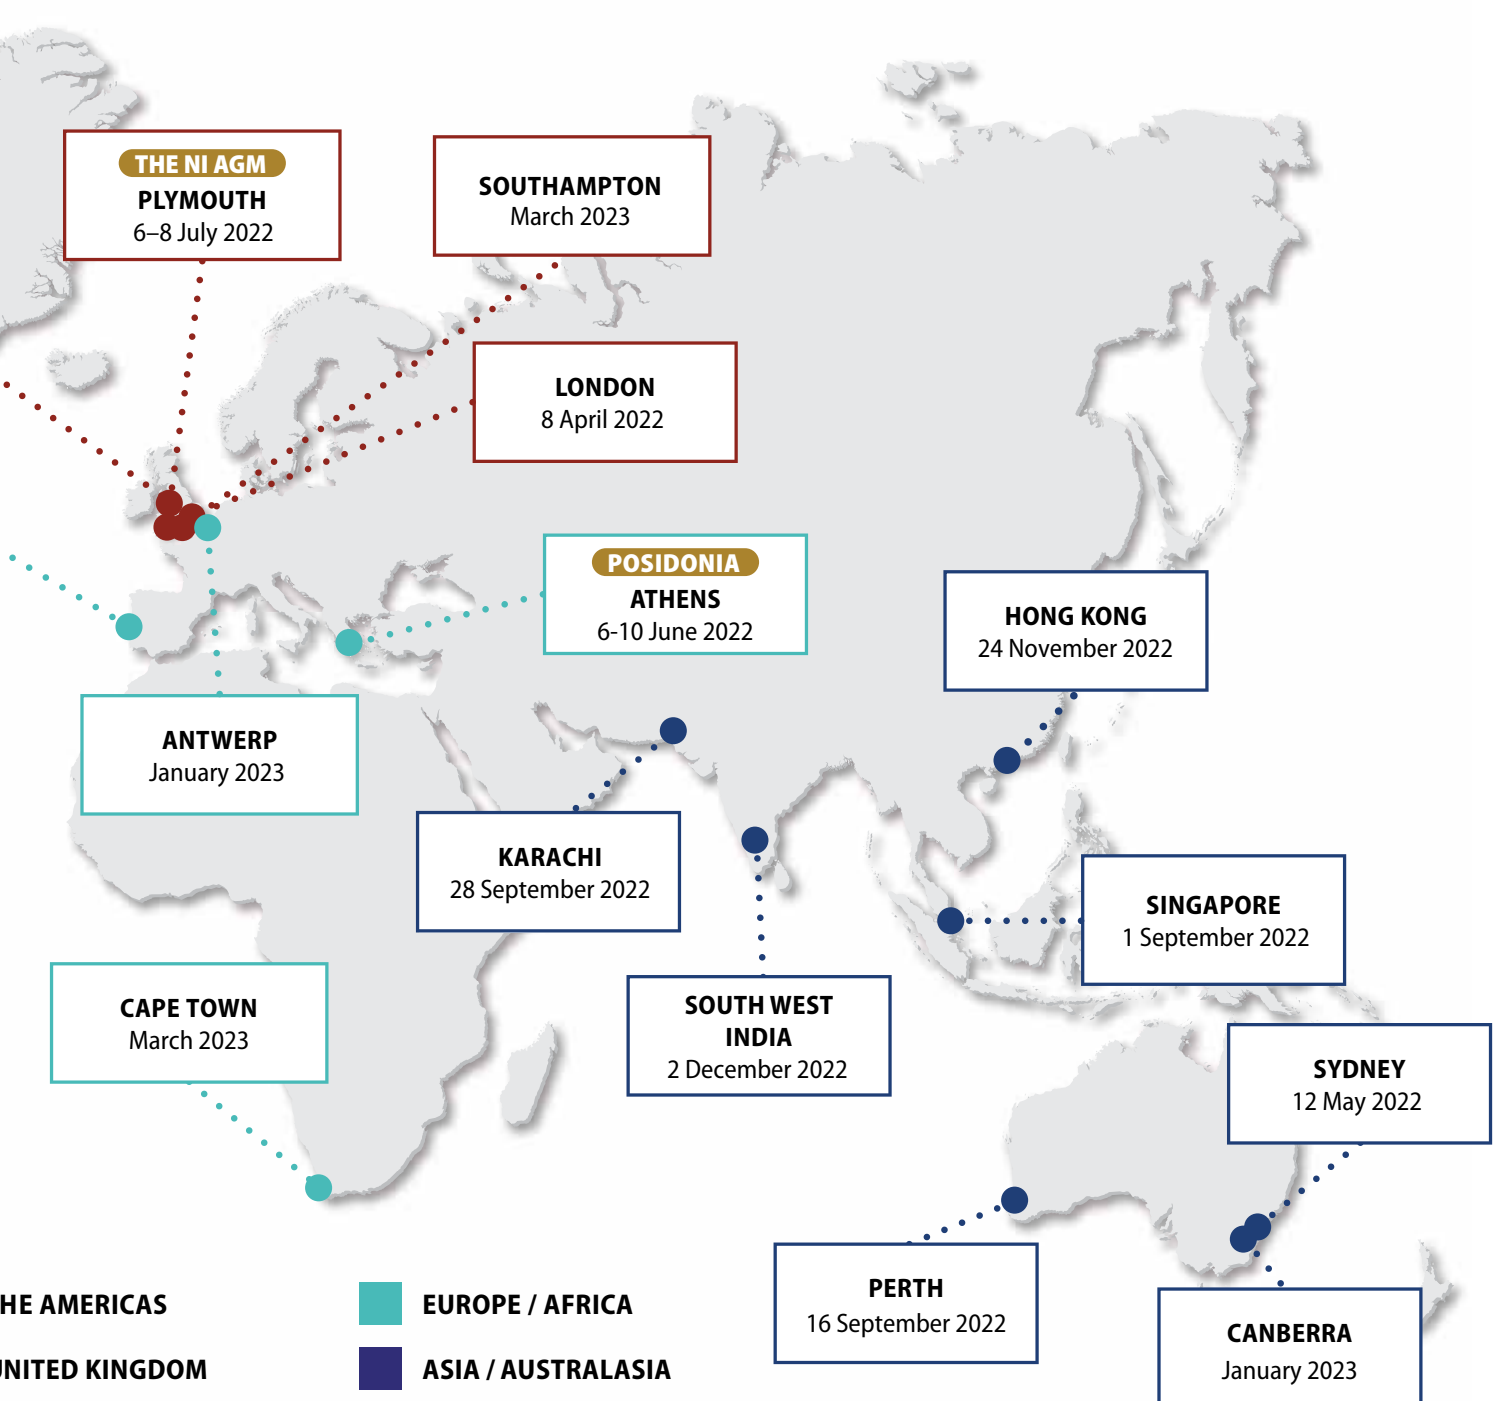 THE NI AGM
PLYMOUTH
6–8 July 2022
SOUTHAMPTON
March 2023
LONDON
8 April 2022
POSIDONIA
ATHENS
6-10 June 2022
HONG KONG
24 November 2022
ANTWERP
January 2023
KARACHI
28 September 2022
SINGAPORE
1 September 2022
CAPE TOWN
March 2023
SOUTH WEST
INDIA
2 December 2022
SYDNEY
12 May 2022
PERTH
16 September 2022
CANBERRA
January 2023
HE AMERICAS
EUROPE / AFRICA
UNITED KINGDOM
ASIA / AUSTRALASIA